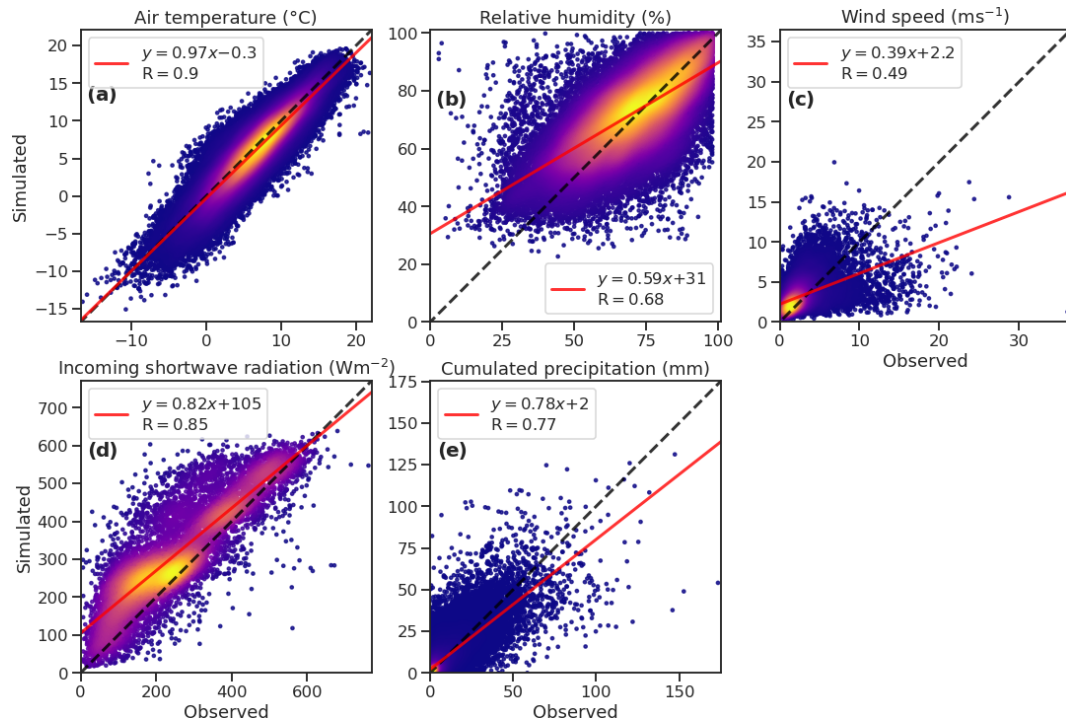 Air temperature (°C)
y = 0.97x−0.3
R = 0.9
(a)
20
15
10
5
0
−5
−10
−15
Simulated
−10 0 10 20
Relative humidity (%)
100
80
60
40
20
0
(b)
y = 0.59x+31
R = 0.68
0 25 50 75 100
Wind speed (ms⁻¹)
y = 0.39x+2.2
R = 0.49
(c)
35
30
25
20
15
10
5
0
0 10 20 30
Observed
Incoming shortwave radiation (Wm⁻²)
y = 0.82x+105
R = 0.85
(d)
700
600
500
400
300
200
100
0
Simulated
0 200 400 600
Observed
Cumulated precipitation (mm)
y = 0.78x+2
R = 0.77
(e)
175
150
125
100
75
50
25
0
0 50 100 150
Observed